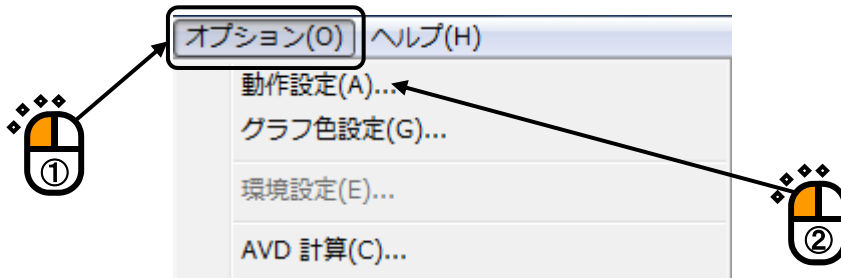 オプション(O) ヘルプ(H)
動作設定(A)...
グラフ色設定(G)...
①
環境設定(E)...
②
AVD 計算(C)...